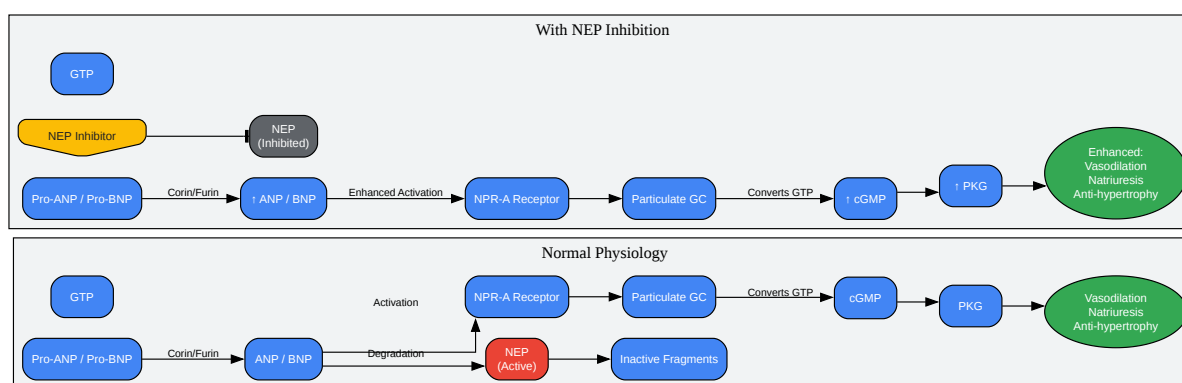 With NEP Inhibition
GTP
NEP Inhibitor
NEP
(Inhibited)
Pro-ANP / Pro-BNP
Corin/Furin
↑ ANP / BNP
Enhanced Activation
NPR-A Receptor
Particulate GC
Converts GTP
↑ cGMP
↑ PKG
Enhanced:
Vasodilation
Natriuresis
Anti-hypertrophy
Normal Physiology
GTP
Activation
NPR-A Receptor
Particulate GC
Converts GTP
cGMP
PKG
Vasodilation
Natriuresis
Anti-hypertrophy
Pro-ANP / Pro-BNP
Corin/Furin
ANP / BNP
Degradation
NEP
(Active)
Inactive Fragments